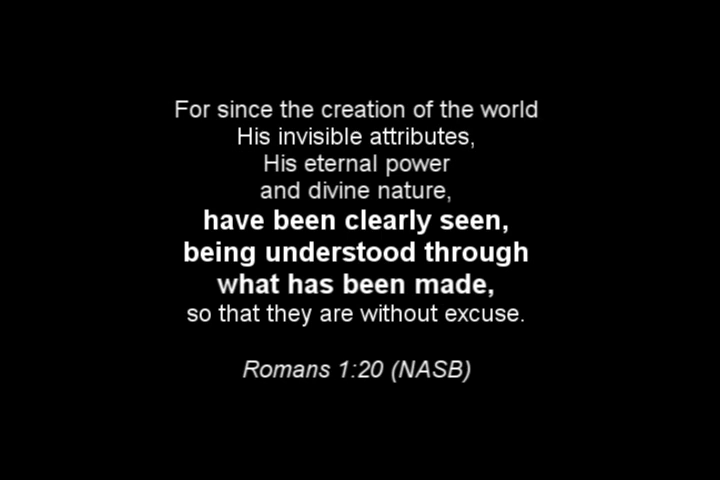 For since the creation of the world
His invisible attributes,
His eternal power
and divine nature,
have been clearly seen,
being understood through
what has been made,
so that they are without excuse.
Romans 1:20 (NASB)